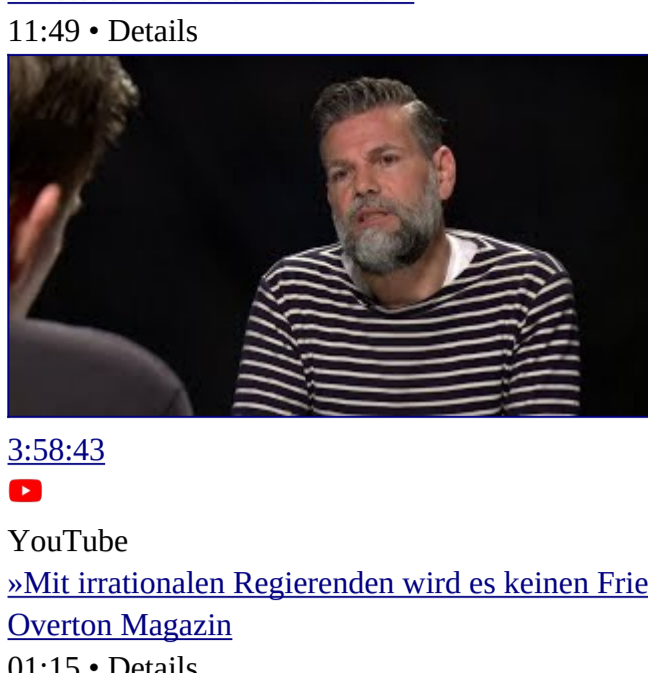 11:49 • Details
3:58:43
YouTube
»Mit irrationalen Regierenden wird es keinen Frie
Overton Magazin
01:15 • Details